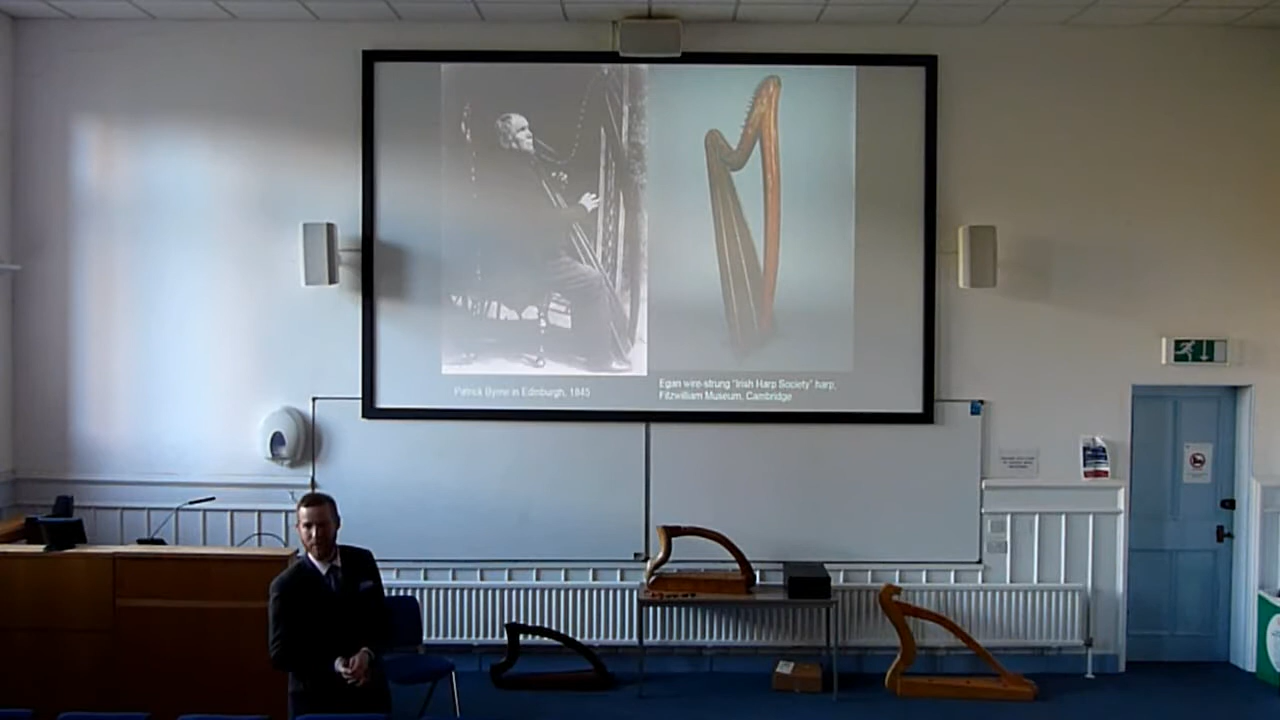 Patrick Byrne in Edinburgh, 1845
Egan wire-strung "Irish Harp Society" harp,
Fitzwilliam Museum, Cambridge